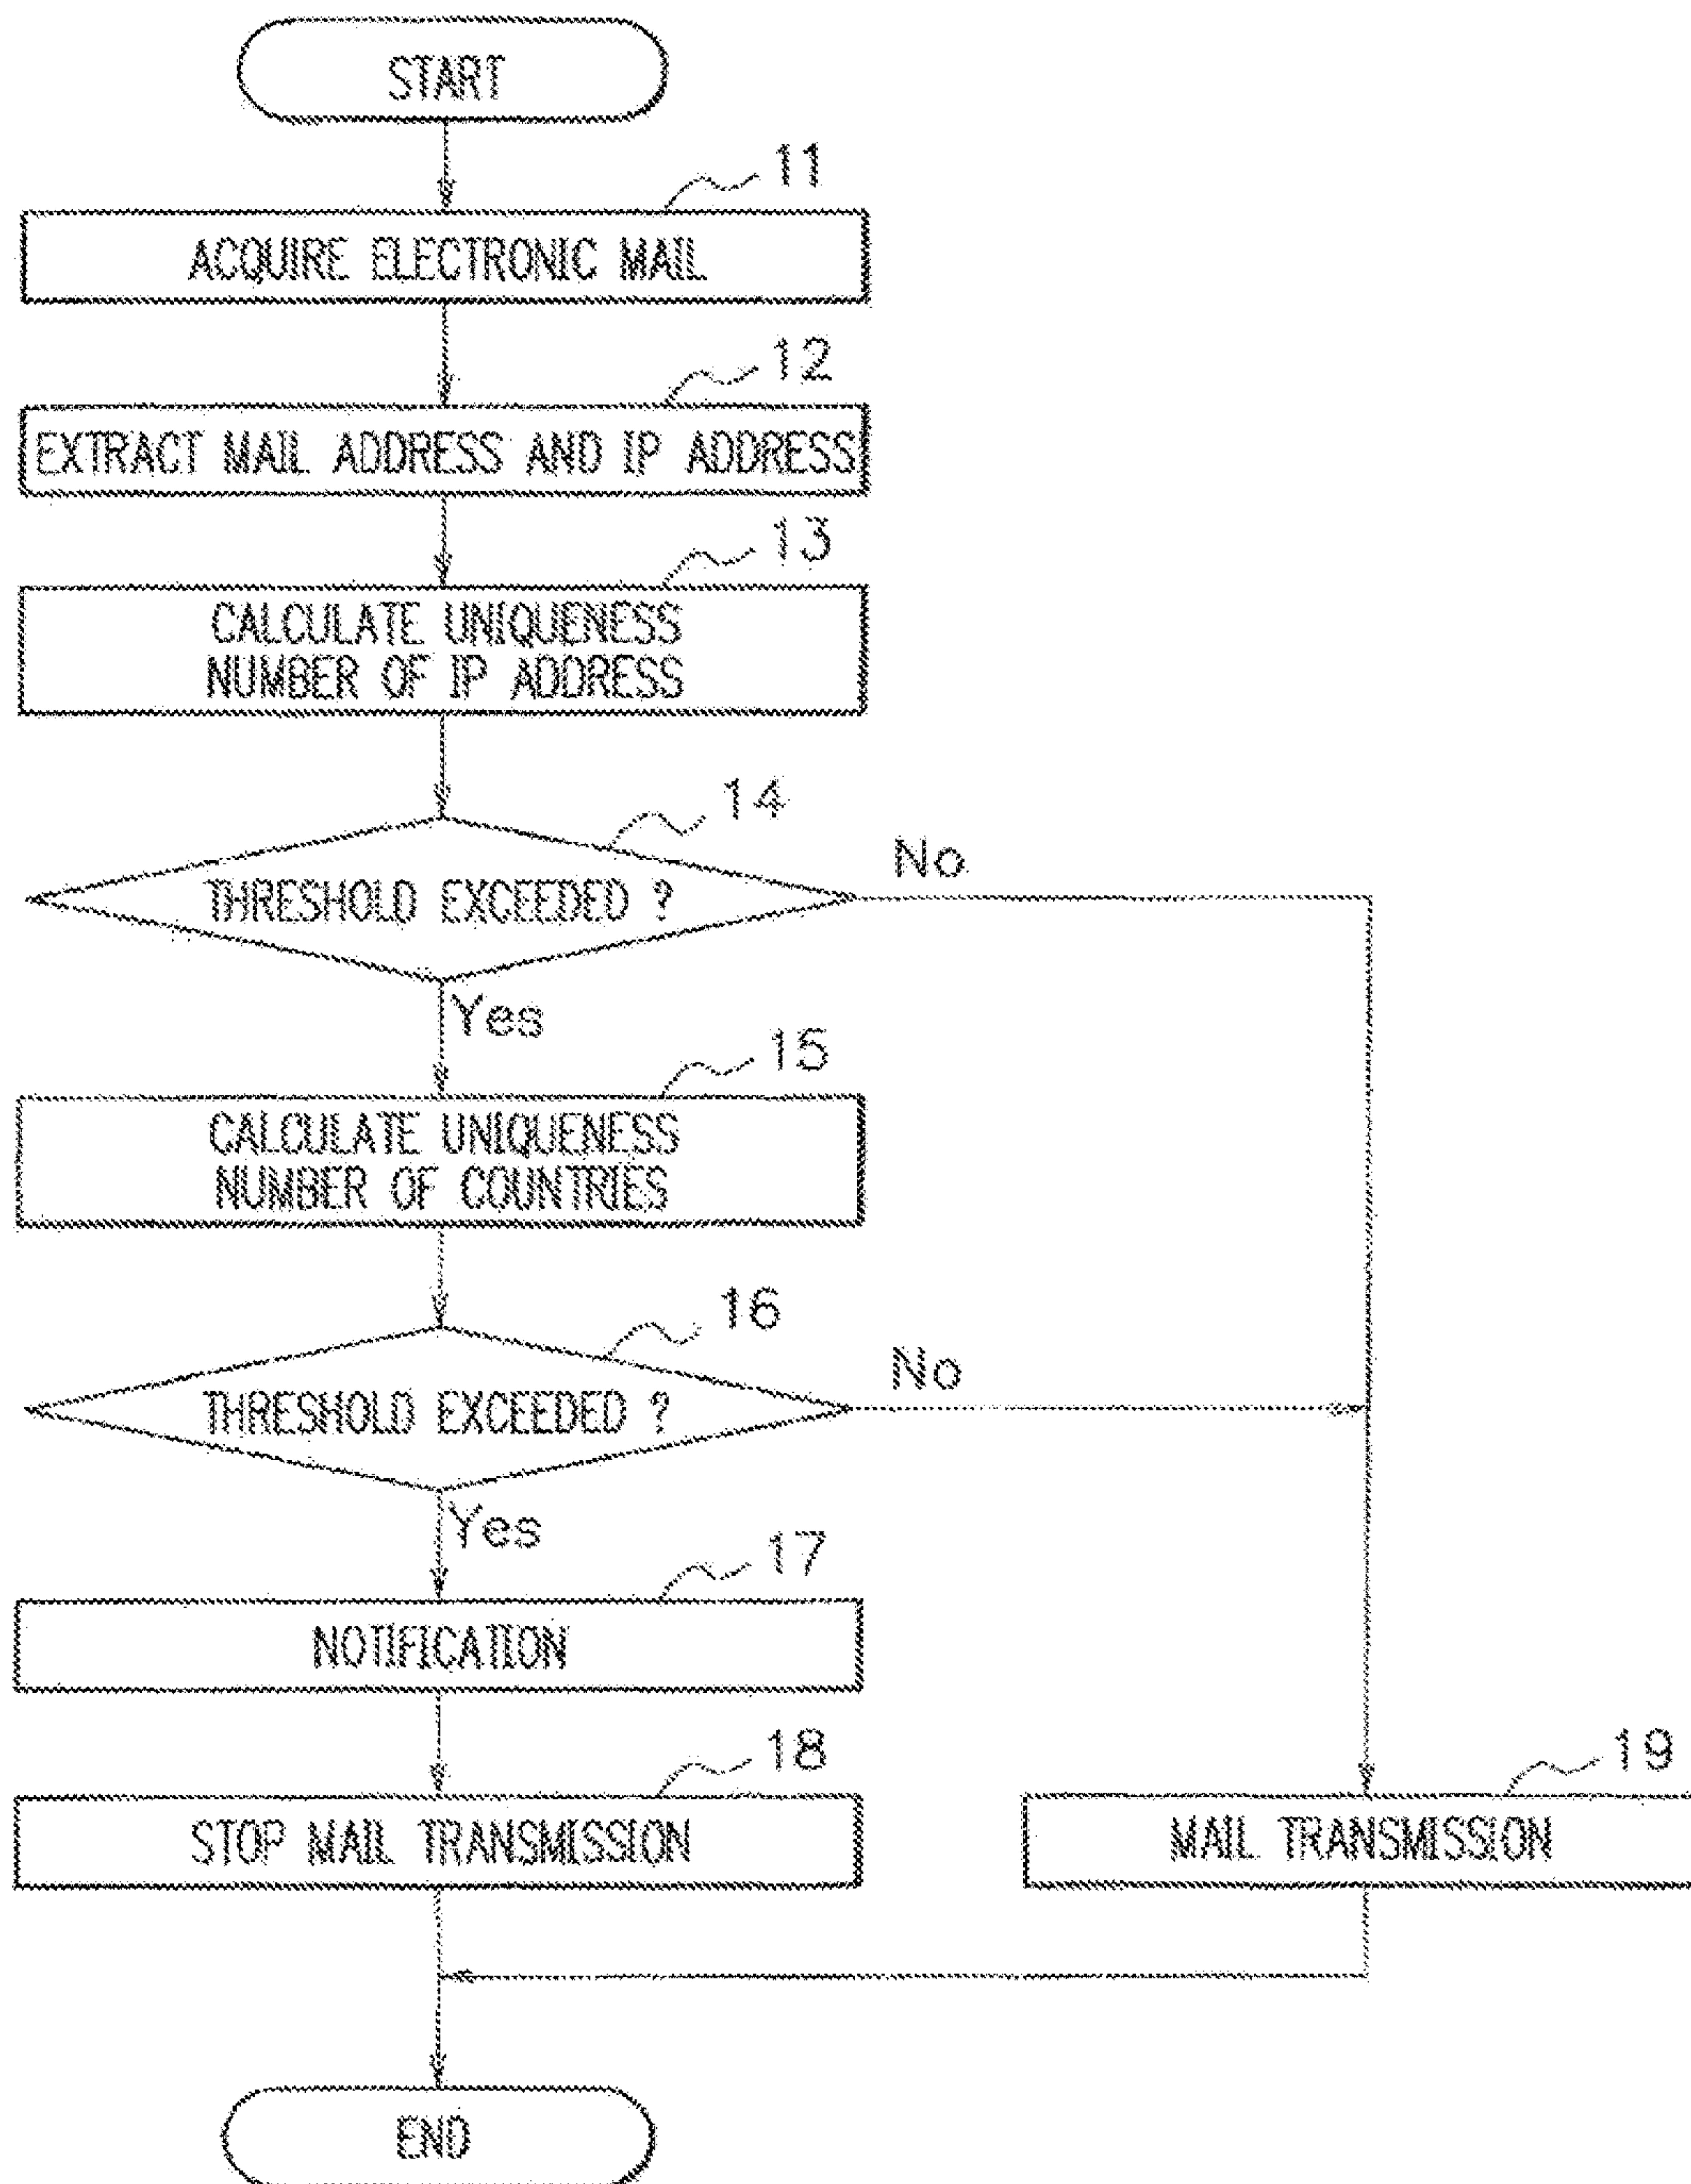 START
11
ACQUIRE ELECTRONIC MAIL
12
EXTRACT MAIL ADDRESS AND IP ADDRESS
13
CALCULATE UNIQUENESS
NUMBER OF IP ADDRESS
14
No
THRESHOLD EXCEEDED ?
Yes
15
CALCULATE UNIQUENESS
NUMBER OF COUNTRIES
16
No
THRESHOLD EXCEEDED ?
Yes
17
NOTIFICATION
18
STOP MAIL TRANSMISSION
19
MAIL TRANSMISSION
END